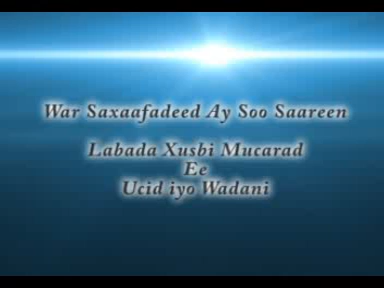 War Saxaafadeed Ay Soo Saareen
Labada Xusbi Mucarad
Ee
Ucid iyo Wadani